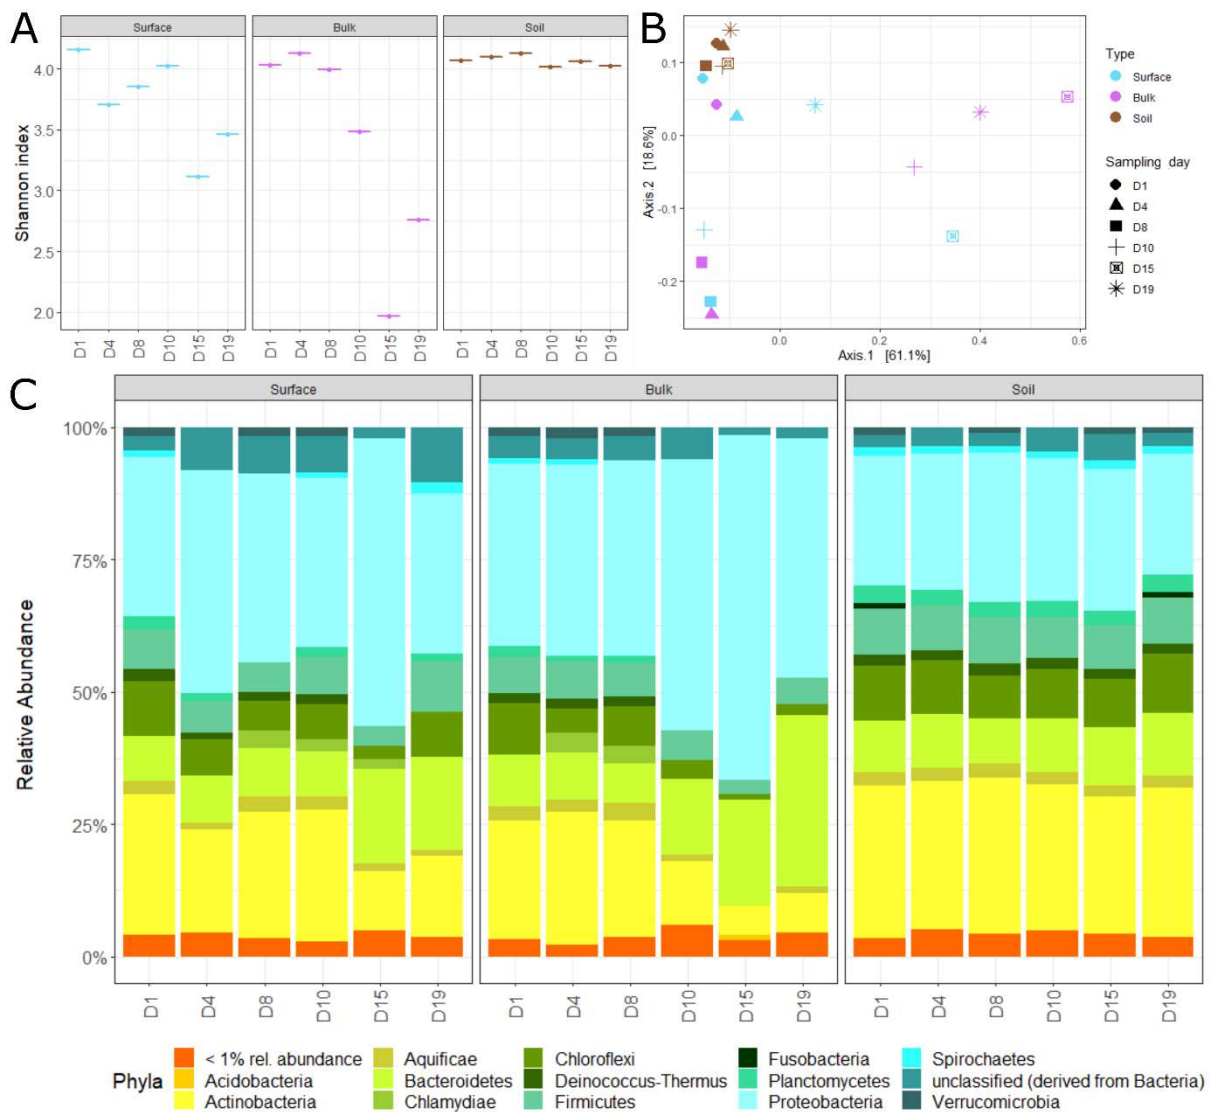 A
Surface
Bulk
Soil
Shannon index
4.0
3.5
3.0
2.5
2.0
D1 D4 D8 D10 D15 D19
D1 D4 D8 D10 D15 D19
D1 D4 D8 D10 D15 D19
B
Axis.2 [18.6%]
0.1
0.0
-0.1
-0.2
0.0 0.2 0.4 0.6
Axis.1 [61.1%]
Type
Surface
Bulk
Soil
Sampling day
D1
D4
D8
D10
D15
D19
C
Surface
Bulk
Soil
Relative Abundance
100%
75%
50%
25%
0%
D1 D4 D8 D10 D15 D19
D1 D4 D8 D10 D15 D19
D1 D4 D8 D10 D15 D19
Phyla
< 1% rel. abundance
Acidobacteria
Actinobacteria
Aquificae
Bacteroidetes
Chlamydiae
Chloroflexi
Deinococcus-Thermus
Firmicutes
Fusobacteria
Planctomycetes
Proteobacteria
Spirochaetes
unclassified (derived from Bacteria)
Verrucomicrobia